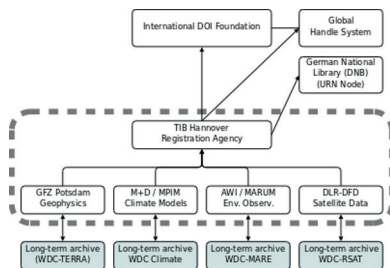 International DOI Foundation
Global
Handle System
German National
Library (DNB)
(URN Node)
TIB Hannover
Registration Agency
GFZ Potsdam
Geophysics
M+D / MPIM
Climate Models
AWI / MARUM
Env. Observ.
DLR-DFD
Satellite Data
Long-term archive
(WDC-TERRA)
Long-term archive
WDC Climate
Long-term archive
WDC-MARE
Long-term archive
WDC-RSAT